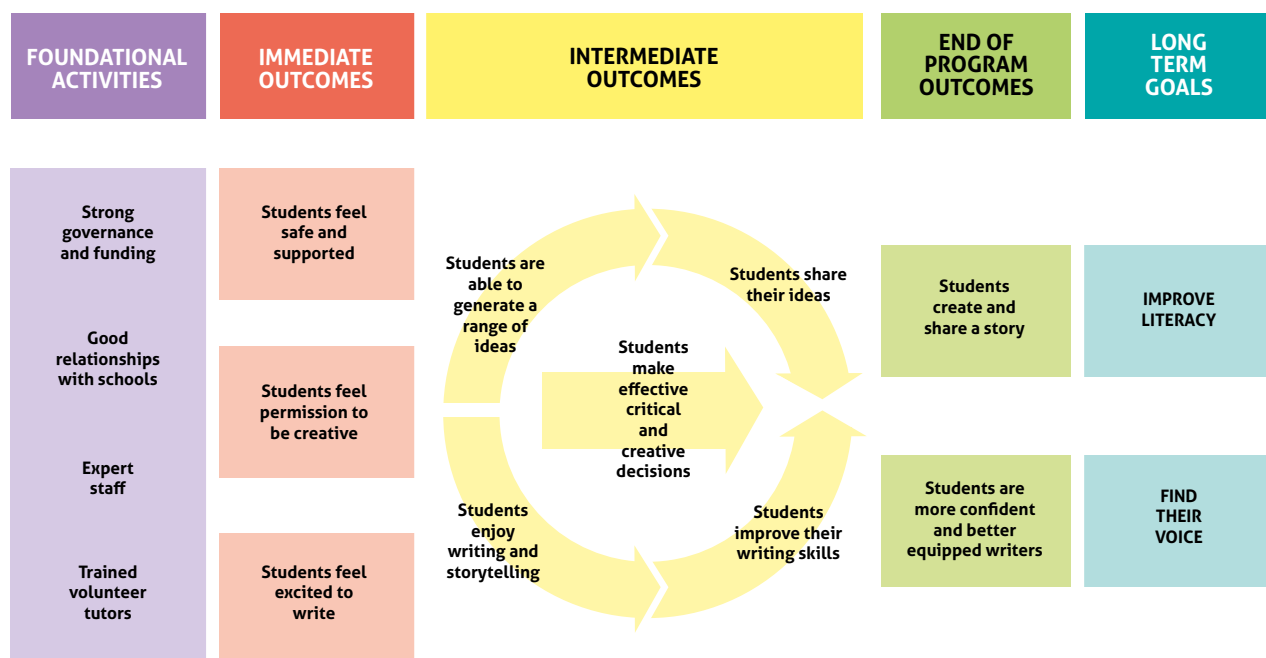 FOUNDATIONAL
ACTIVITIES
IMMEDIATE
OUTCOMES
INTERMEDIATE
OUTCOMES
END OF
PROGRAM
OUTCOMES
LONG
TERM
GOALS
Strong
governance
and funding
Good
relationships
with schools
Expert
staff
Trained
volunteer
tutors
Students feel
safe and
supported
Students feel
permission to
be creative
Students feel
excited to
write
Students are
able to
generate a
range of
ideas
Students share
their ideas
Students
make
effective
critical
and
creative
decisions
Students
enjoy
writing and
storytelling
Students
improve their
writing skills
Students
create and
share a story
Students are
more confident
and better
equipped writers
IMPROVE
LITERACY
FIND
THEIR
VOICE